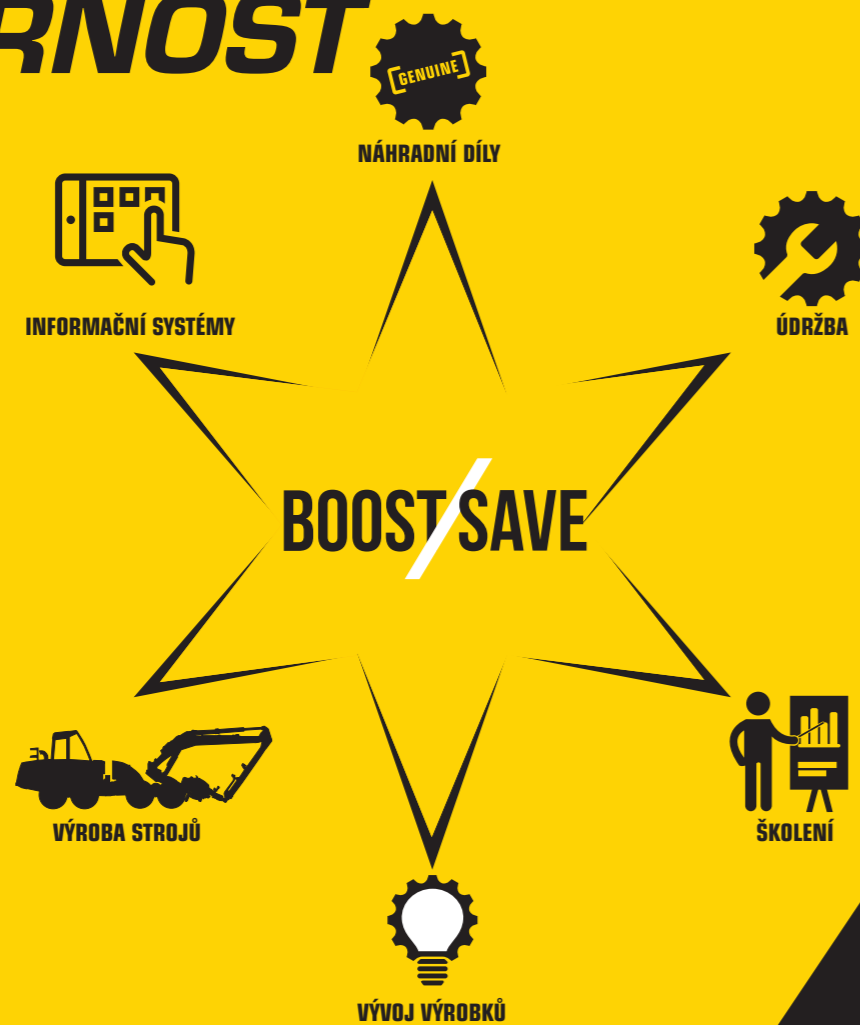 RNOST
GENUINE
NÁHRADNÍ DÍLY
INFORMAČNÍ SYSTÉMY
ÚDRŽBA
BOOST/SAVE
VÝROBA STROJŮ
ŠKOLENÍ
VÝVOJ VÝROBKŮ